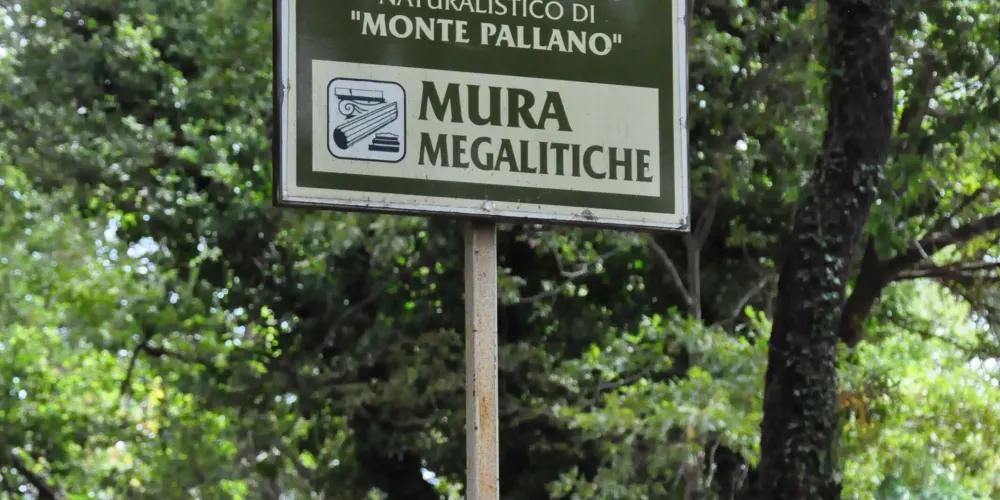 NATURALISTICO DI
"MONTE PALLANO"
MURA
MEGALITICHE